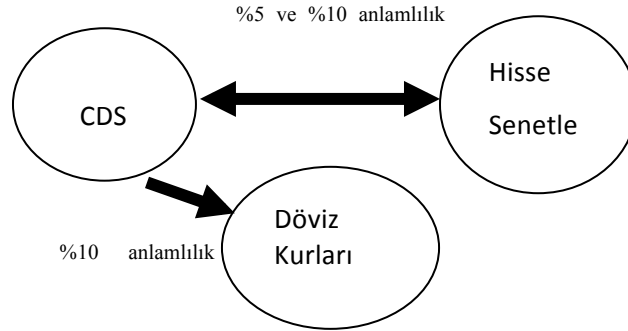 %5 ve %10 anlamlılık
CDS
Hisse
Senetle
Döviz
Kurları
%10 anlamlılık